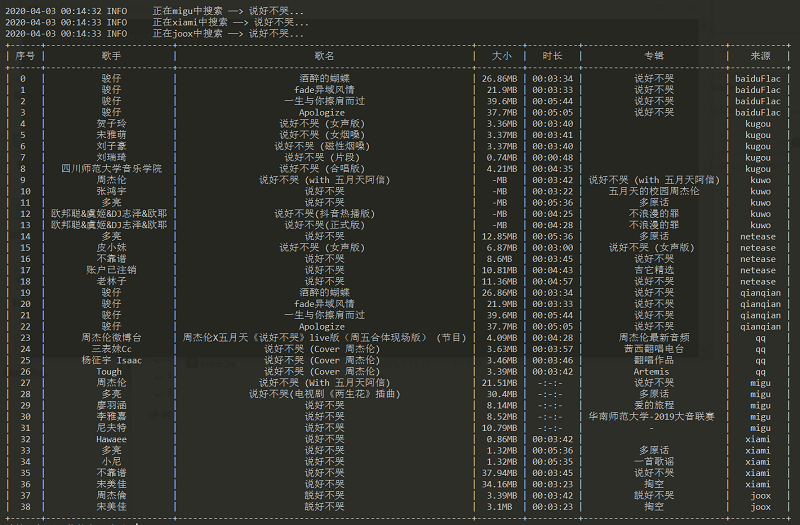 2020-04-03 00:14:32 INFO 正在migu中搜索 ——> 说好不哭...
2020-04-03 00:14:33 INFO 正在xiami中搜索 ——> 说好不哭...
2020-04-03 00:14:33 INFO 正在joox中搜索 ——> 说好不哭...
序号 | 歌手 | 歌名 | 大小 | 时长 | 专辑 | 来源
0 | 骏仔 | 酒醉的蝴蝶 | 26.86MB | 00:03:34 | 说好不哭 | baiduFlac
1 | 骏仔 | fade异域风情 | 21.9MB | 00:03:33 | 说好不哭 | baiduFlac
2 | 骏仔 | 一生与你擦肩而过 | 39.6MB | 00:05:44 | 说好不哭 | baiduFlac
3 | 骏仔 | Apologize | 37.7MB | 00:05:05 | 说好不哭 | baiduFlac
4 | 贺子玲 | 说好不哭 (女声版) | 3.36MB | 00:03:40 | | kugou
5 | 宋雅萌 | 说好不哭 (女烟嗓) | 3.37MB | 00:03:41 | | kugou
6 | 刘子豪 | 说好不哭 (磁性烟嗓) | 3.37MB | 00:03:40 | | kugou
7 | 刘瑞琦 | 说好不哭 (片段) | 0.74MB | 00:00:48 | | kugou
8 | 四川师范大学音乐学院 | 说好不哭 (合唱版) | 4.21MB | 00:04:35 | | kugou
9 | 周杰伦 | 说好不哭 (with 五月天阿信) | -MB | 00:03:42 | 说好不哭 (with 五月天阿信) | kuwo
10 | 张鸿宇 | 说好不哭 | -MB | 00:03:22 | 五月天的校园周杰伦 | kuwo
11 | 多亮 | 说好不哭 | -MB | 00:05:36 | 多原话 | kuwo
12 | 欧邦聪&虞姬&DJ志泽&欧耶 | 说好不哭(抖音热播版) | -MB | 00:04:25 | 不浪漫的罪 | kuwo
13 | 欧邦聪&虞姬&DJ志泽&欧耶 | 说好不哭(正式版) | -MB | 00:04:28 | 不浪漫的罪 | kuwo
14 | 多亮 | 说好不哭 | 12.85MB | 00:05:36 | 多原话 | netease
15 | 皮小妹 | 说好不哭 (女声版) | 6.87MB | 00:03:00 | 说好不哭 (女声版) | netease
16 | 不靠谱 | 说好不哭 | 8.6MB | 00:03:45 | 说好不哭 | netease
17 | 账户已注销 | 说好不哭 | 10.81MB | 00:04:43 | 吉它精选 | netease
18 | 老林子 | 说好不哭 | 11.36MB | 00:04:57 | 说好不哭 | netease
19 | 骏仔 | 酒醉的蝴蝶 | 26.86MB | 00:03:34 | 说好不哭 | qianqian
20 | 骏仔 | fade异域风情 | 21.9MB | 00:03:33 | 说好不哭 | qianqian
21 | 骏仔 | 一生与你擦肩而过 | 39.6MB | 00:05:44 | 说好不哭 | qianqian
22 | 骏仔 | Apologize | 37.7MB | 00:05:05 | 说好不哭 | qianqian
23 | 周杰伦微博台 | 周杰伦X五月天《说好不哭》live版（周五合体现场版） (节目) | 4.09MB | 00:04:28 | 周杰伦最新音频 | qq
24 | 三表妹Cc | 说好不哭 (Cover 周杰伦) | 3.63MB | 00:03:57 | 茜西翻唱电台 | qq
25 | 杨征宇 Isaac | 说好不哭 (Cover 周杰伦) | 3.46MB | 00:03:46 | 翻唱作品 | qq
26 | Tough | 说好不哭 (Cover 周杰伦) | 3.39MB | 00:03:42 | Artemis | qq
27 | 周杰伦 | 说好不哭 (With 五月天阿信) | 21.51MB | -:-:- | 说好不哭 | migu
28 | 多亮 | 说好不哭(电视剧《两生花》插曲) | 30.4MB | -:-:- | 多原话 | migu
29 | 廖羽涵 | 说好不哭 | 8.14MB | -:-:- | 爱的旅程 | migu
30 | 李雅嘉 | 说好不哭 | 8.52MB | -:-:- | 华南师范大学-2019大音联赛 | migu
31 | 尼夫特 | 说好不哭 | 10.79MB | -:-:- | - | migu
32 | Hawaee | 说好不哭 | 0.86MB | 00:03:42 | | xiami
33 | 多亮 | 说好不哭 | 1.32MB | 00:05:36 | 多原话 | xiami
34 | 小尼 | 说好不哭 | 1.32MB | 00:05:35 | 一首歌谣 | xiami
35 | 不靠谱 | 说好不哭 | 37.94MB | 00:03:45 | 说好不哭 | xiami
36 | 宋美佳 | 说好不哭 | 34.16MB | 00:03:23 | 掏空 | xiami
37 | 周杰倫 | 說好不哭 | 3.39MB | 00:03:42 | 說好不哭 | joox
38 | 宋美佳 | 説好不哭 | 3.1MB | 00:03:23 | 掏空 | joox